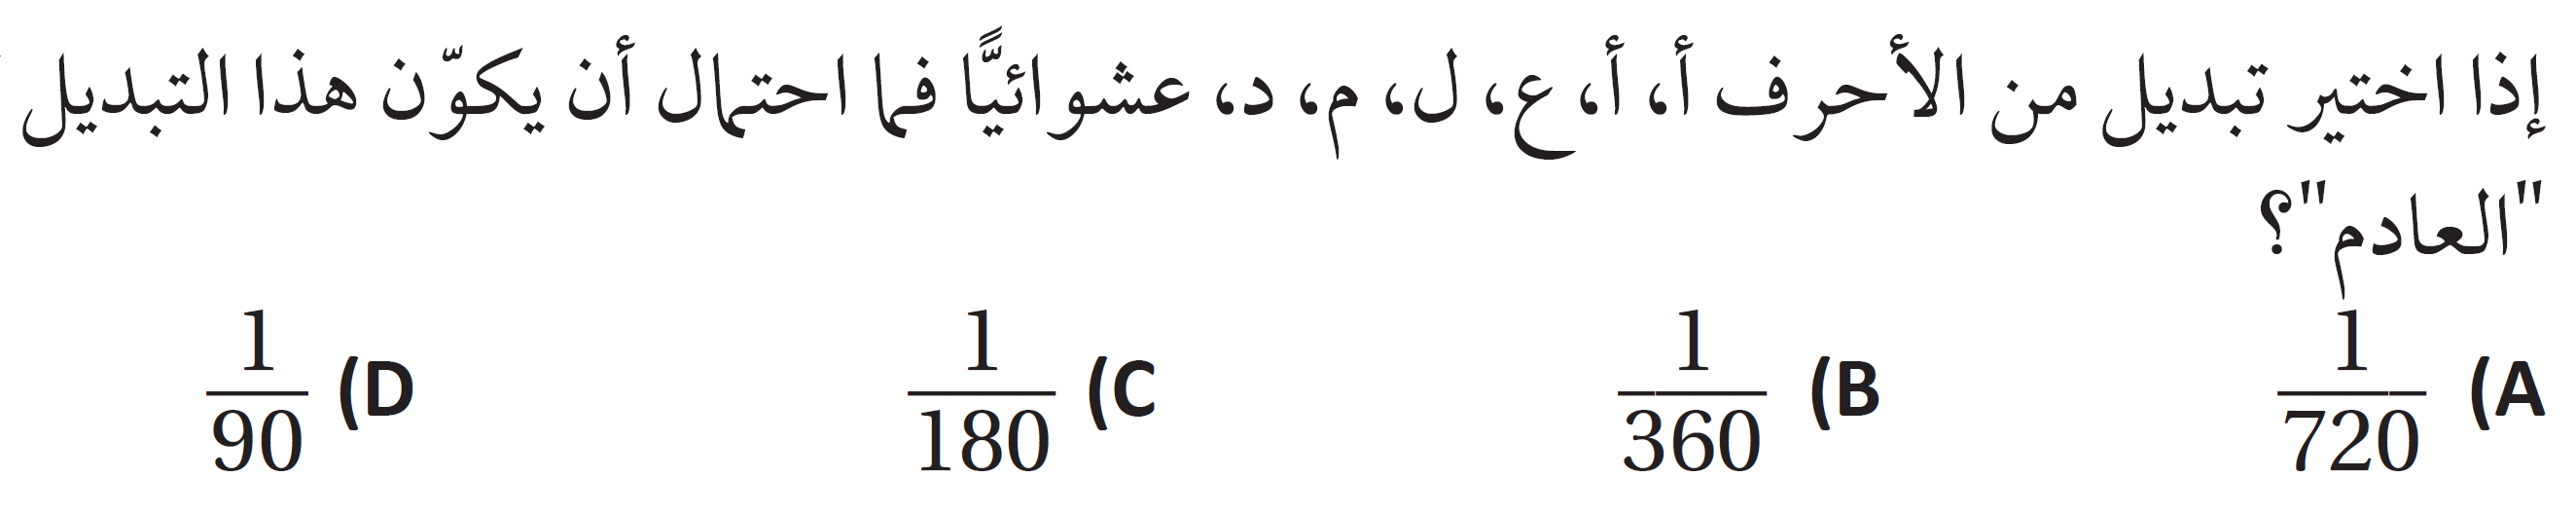 إذا اختير تبديل من الأحرف أ، أ، ع، ل، م، د، عشوائيًّا فما احتمال أن يكوّن هذا التبديل
"العادم"؟
A) 1/720 B) 1/360 C) 1/180 D) 1/90